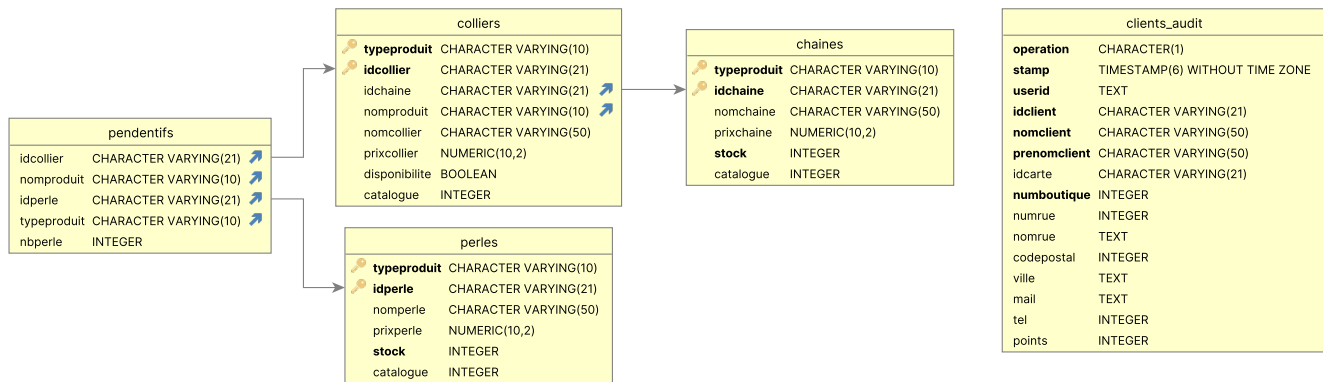 colliers
typeproduit CHARACTER VARYING(10)
idcollier CHARACTER VARYING(21)
idchaine CHARACTER VARYING(21)
nomproduit CHARACTER VARYING(10)
nomcollier CHARACTER VARYING(50)
prixcollier NUMERIC(10,2)
disponibilite BOOLEAN
catalogue INTEGER
chaines
typeproduit CHARACTER VARYING(10)
idchaine CHARACTER VARYING(21)
nomchaine CHARACTER VARYING(50)
prixchaine NUMERIC(10,2)
stock INTEGER
catalogue INTEGER
clients_audit
operation CHARACTER(1)
stamp TIMESTAMP(6) WITHOUT TIME ZONE
userid TEXT
idclient CHARACTER VARYING(21)
nomclient CHARACTER VARYING(50)
prenomclient CHARACTER VARYING(50)
idcarte CHARACTER VARYING(21)
numboutique INTEGER
numrue INTEGER
nomrue TEXT
codepostal INTEGER
ville TEXT
mail TEXT
tel INTEGER
points INTEGER
pendentifs
idcollier CHARACTER VARYING(21)
nomproduit CHARACTER VARYING(10)
idperle CHARACTER VARYING(21)
typeproduit CHARACTER VARYING(10)
nbperle INTEGER
perles
typeproduit CHARACTER VARYING(10)
idperle CHARACTER VARYING(21)
nomperle CHARACTER VARYING(50)
prixperle NUMERIC(10,2)
stock INTEGER
catalogue INTEGER